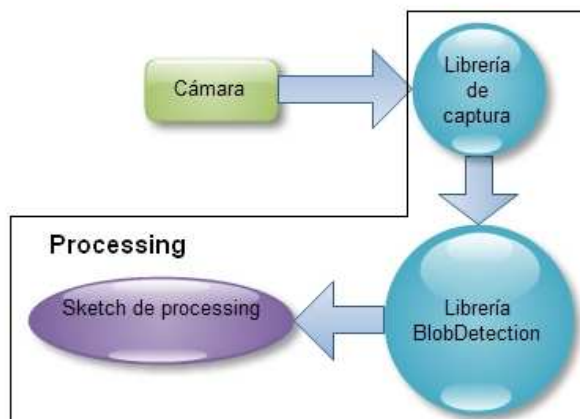 Cámara
Librería
de
captura
Processing
Sketch de processing
Librería
BlobDetection